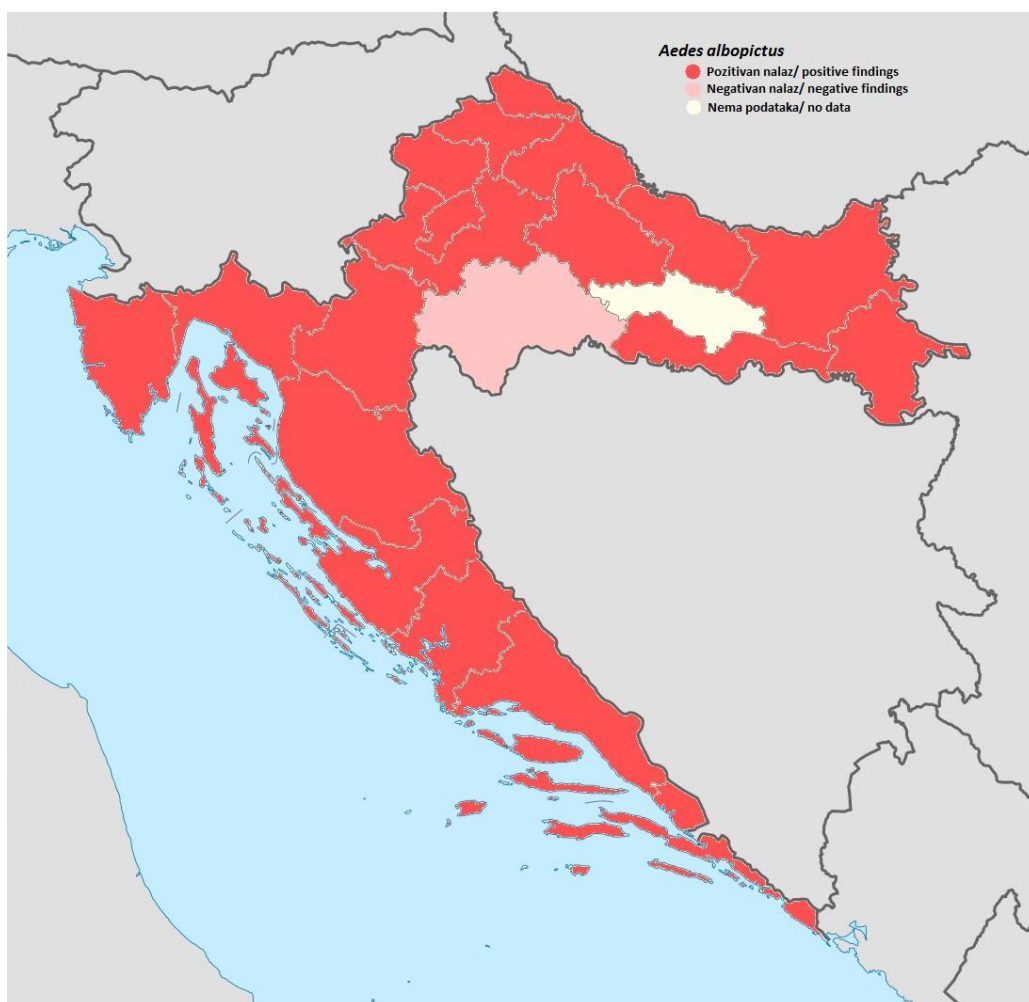 Aedes albopictus
Pozitivan nalaz/ positive findings
Negativan nalaz/ negative findings
Nema podataka/ no data